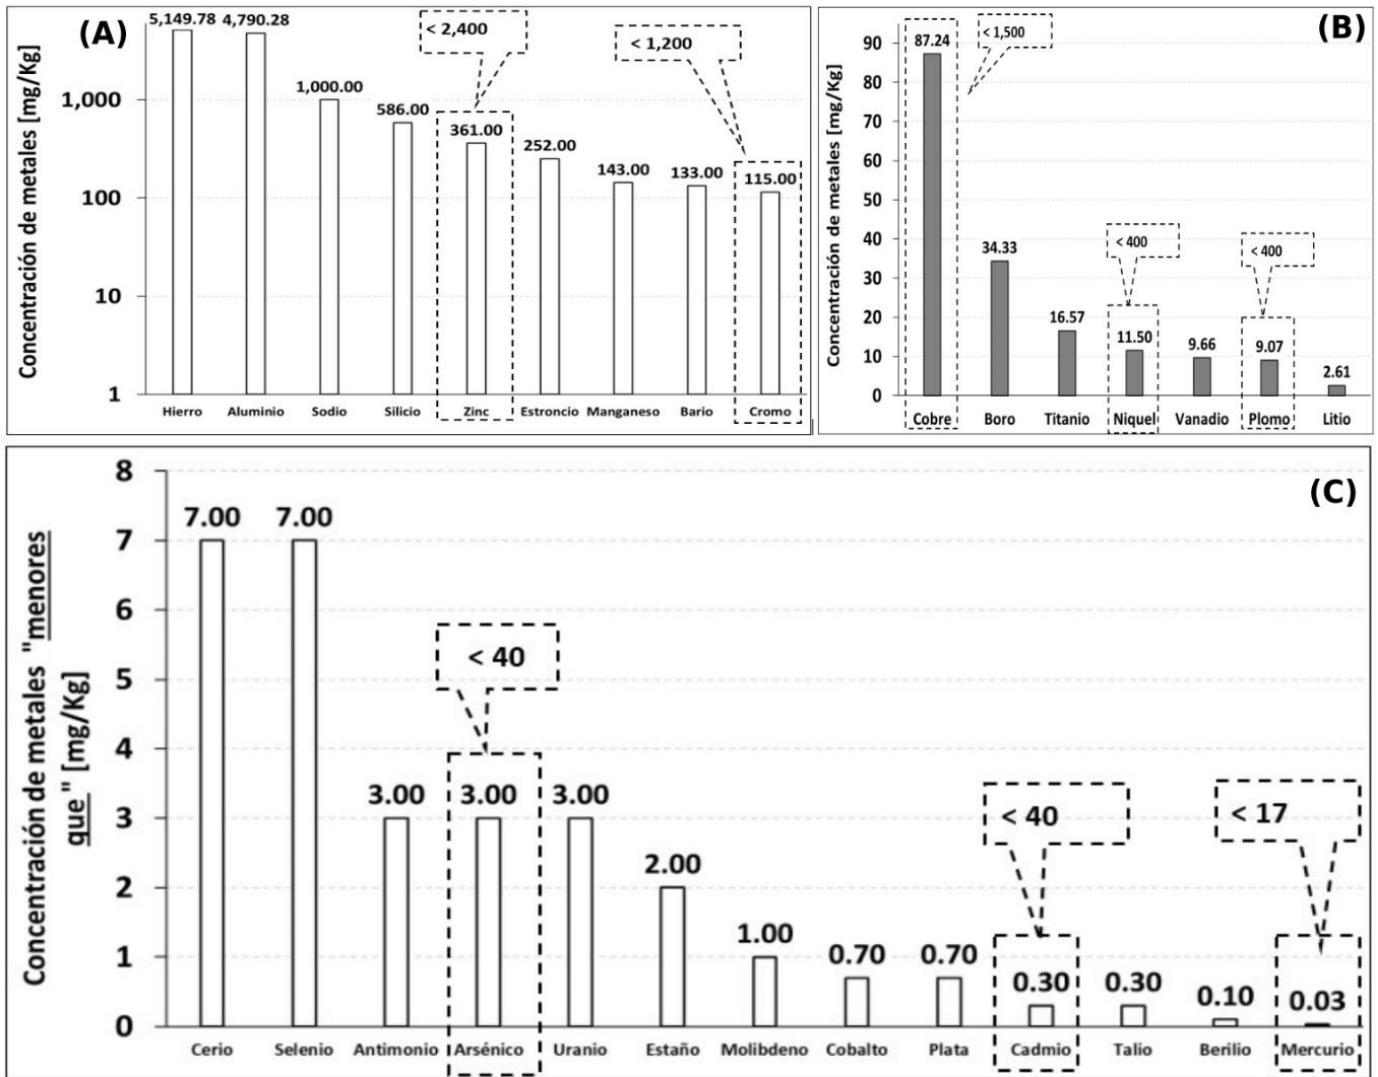 (A)
Concentración de metales [mg/Kg]
1,000
100
10
1
5,149.78
4,790.28
1,000.00
586.00
361.00
252.00
143.00
133.00
115.00
< 2,400
< 1,200
Hierro
Aluminio
Sodio
Silicio
Zinc
Estroncio
Manganeso
Bario
Cromo
(B)
Concentración de metales [mg/Kg]
90
80
70
60
50
40
30
20
10
0
87.24
34.33
16.57
11.50
9.66
9.07
2.61
< 1,500
< 400
< 400
Cobre
Boro
Titanio
Niquel
Vanadio
Plomo
Litio
(C)
Concentración de metales "menores
que" [mg/Kg]
8
7
6
5
4
3
2
1
0
7.00
7.00
3.00
3.00
3.00
2.00
1.00
0.70
0.70
0.30
0.30
0.10
0.03
< 40
< 40
< 17
Cerio
Selenio
Antimonio
Arsénico
Uranio
Estaño
Molibdeno
Cobalto
Plata
Cadmio
Talio
Berilio
Mercurio